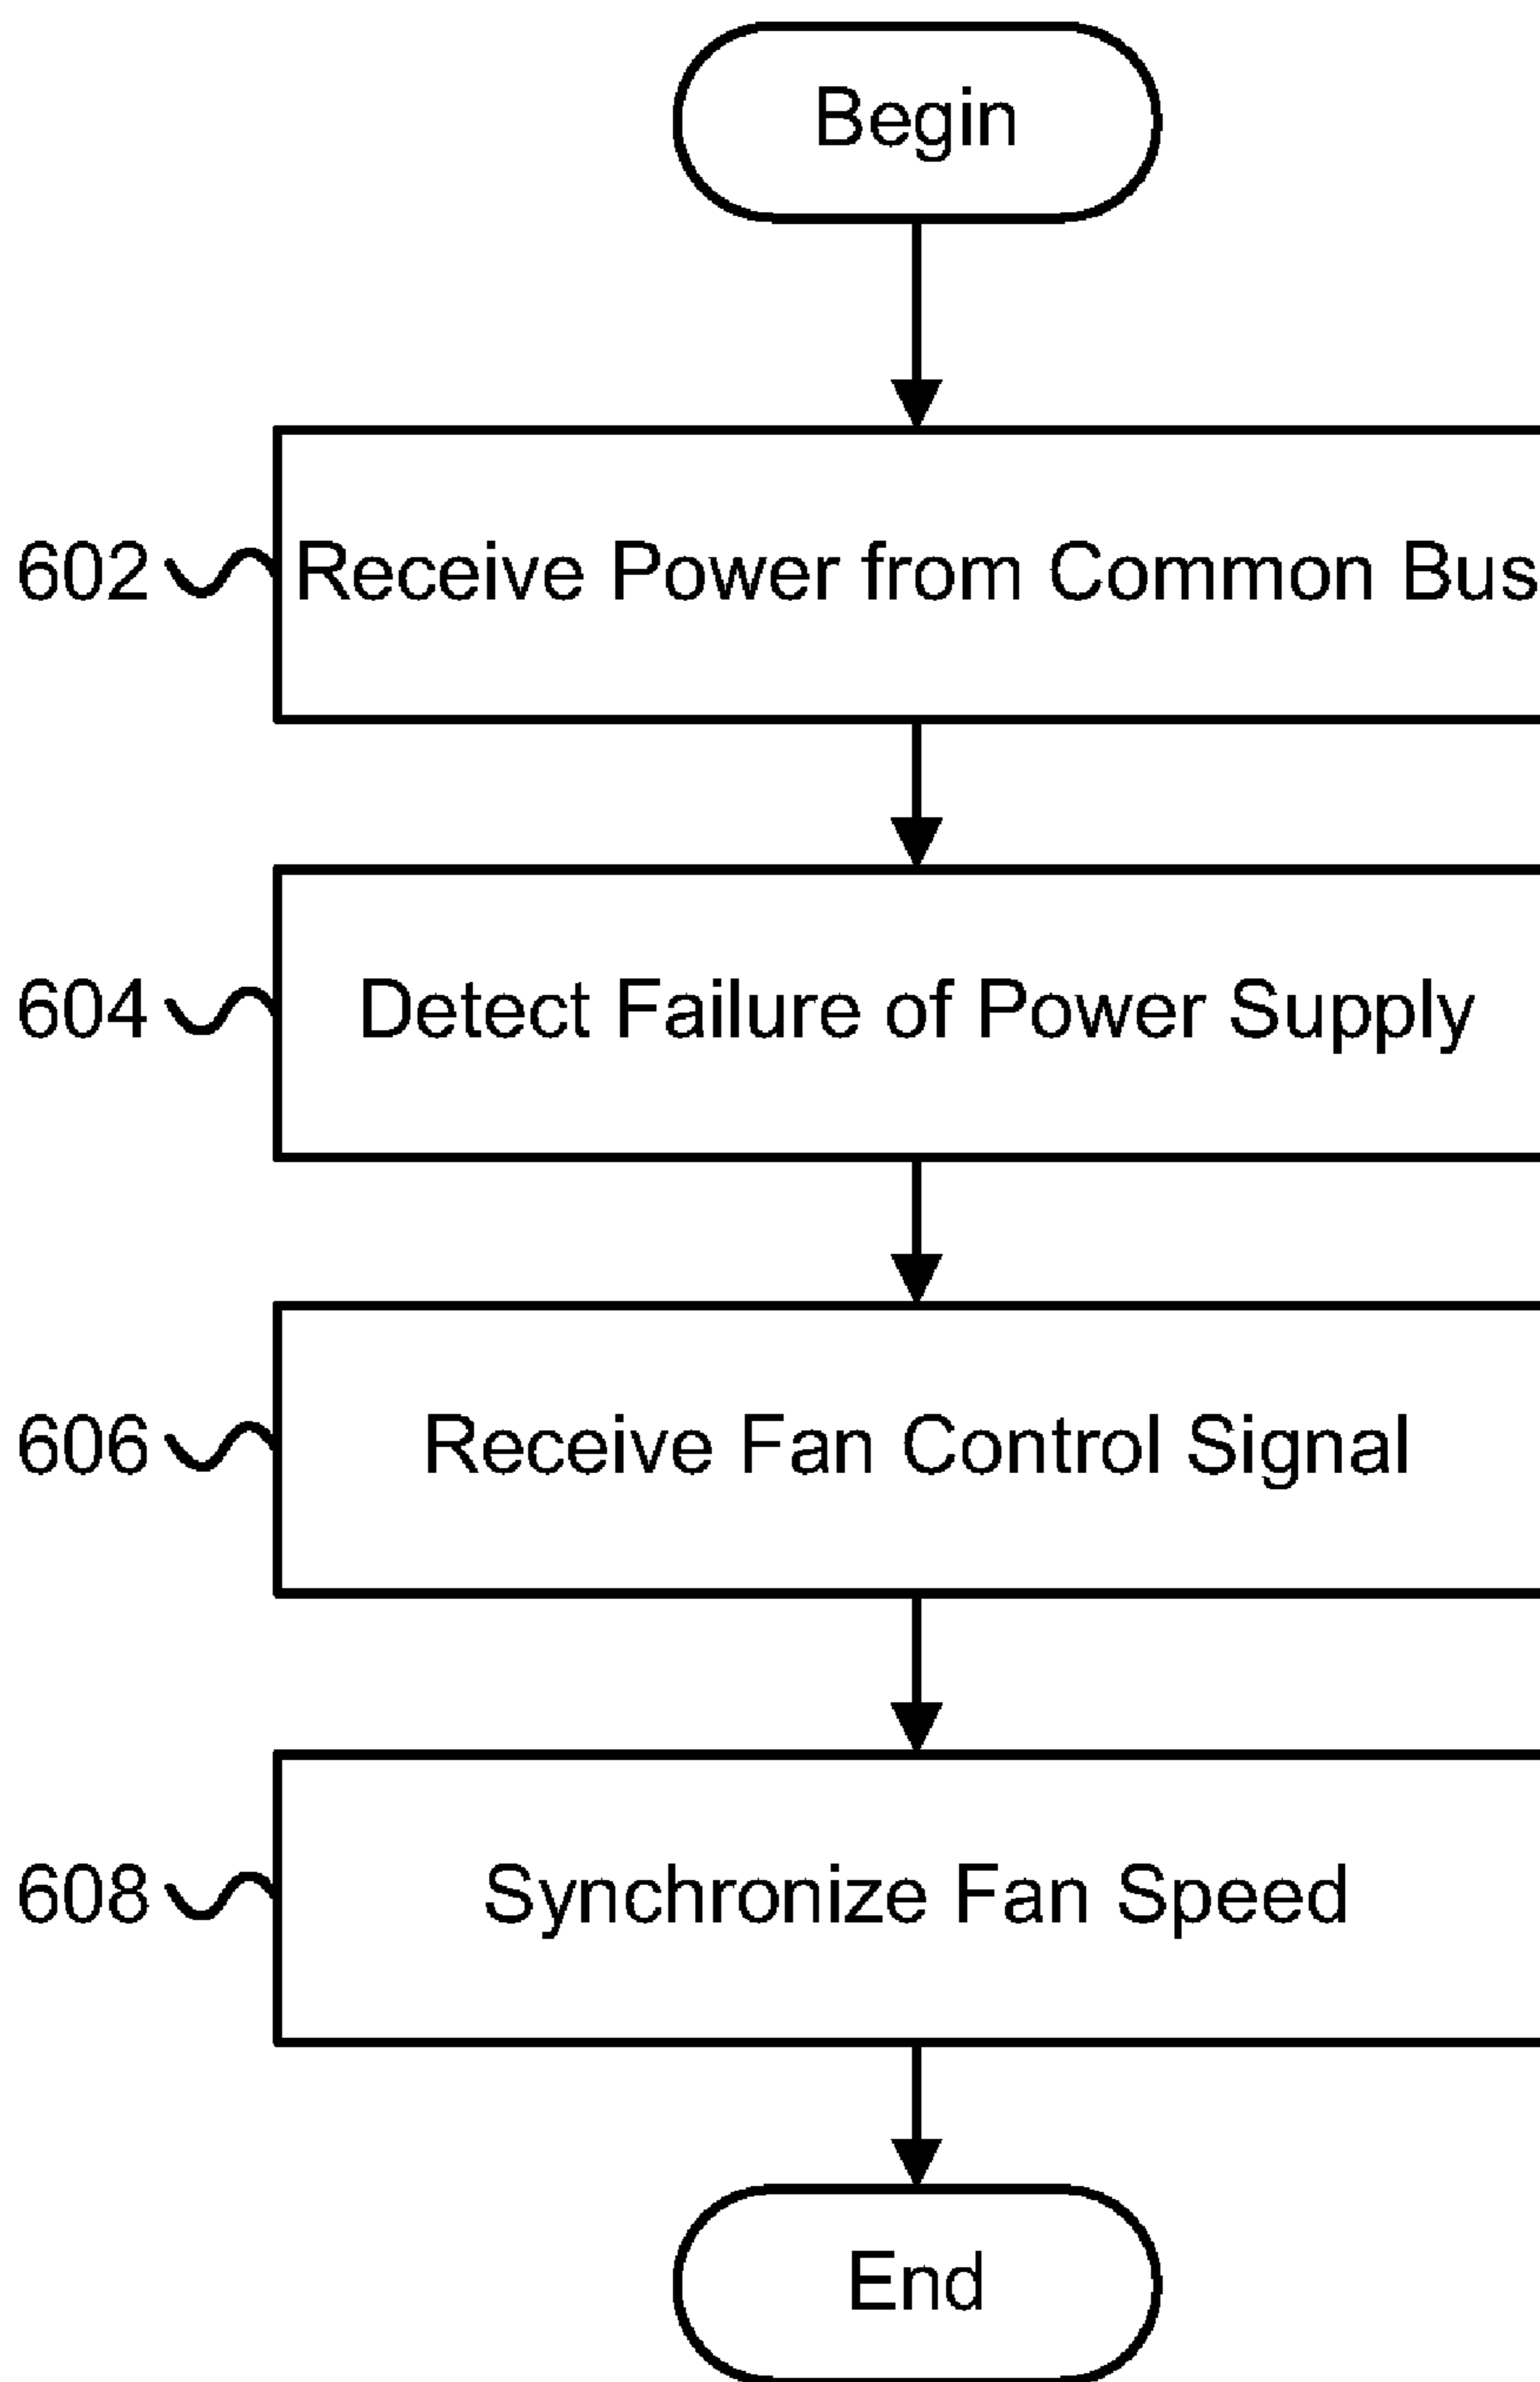 Begin
602 Receive Power from Common Bus
604 Detect Failure of Power Supply
606 Receive Fan Control Signal
608 Synchronize Fan Speed
End